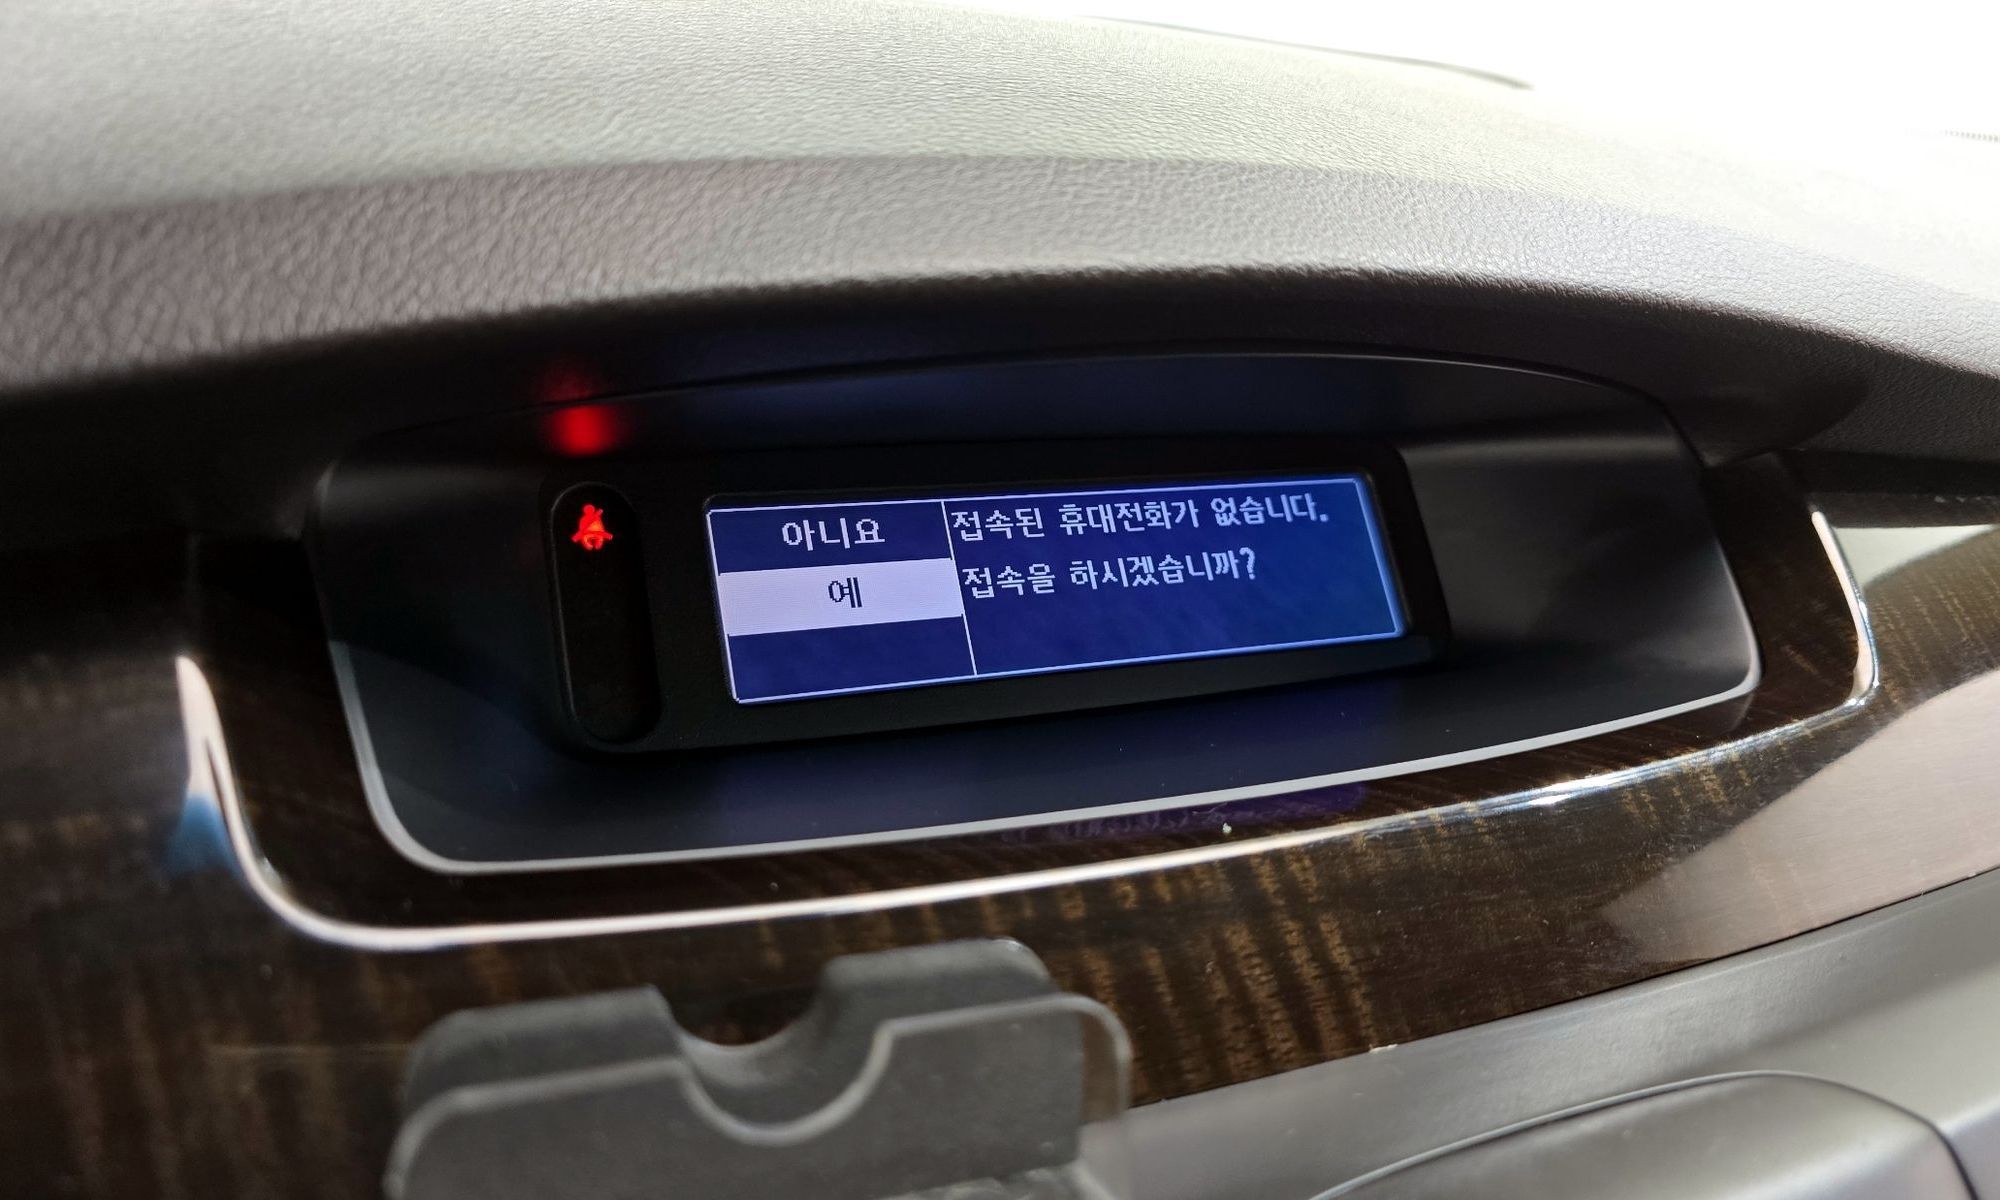 아니요
예
접속된 휴대전화가 없습니다.
접속을 하시겠습니까?